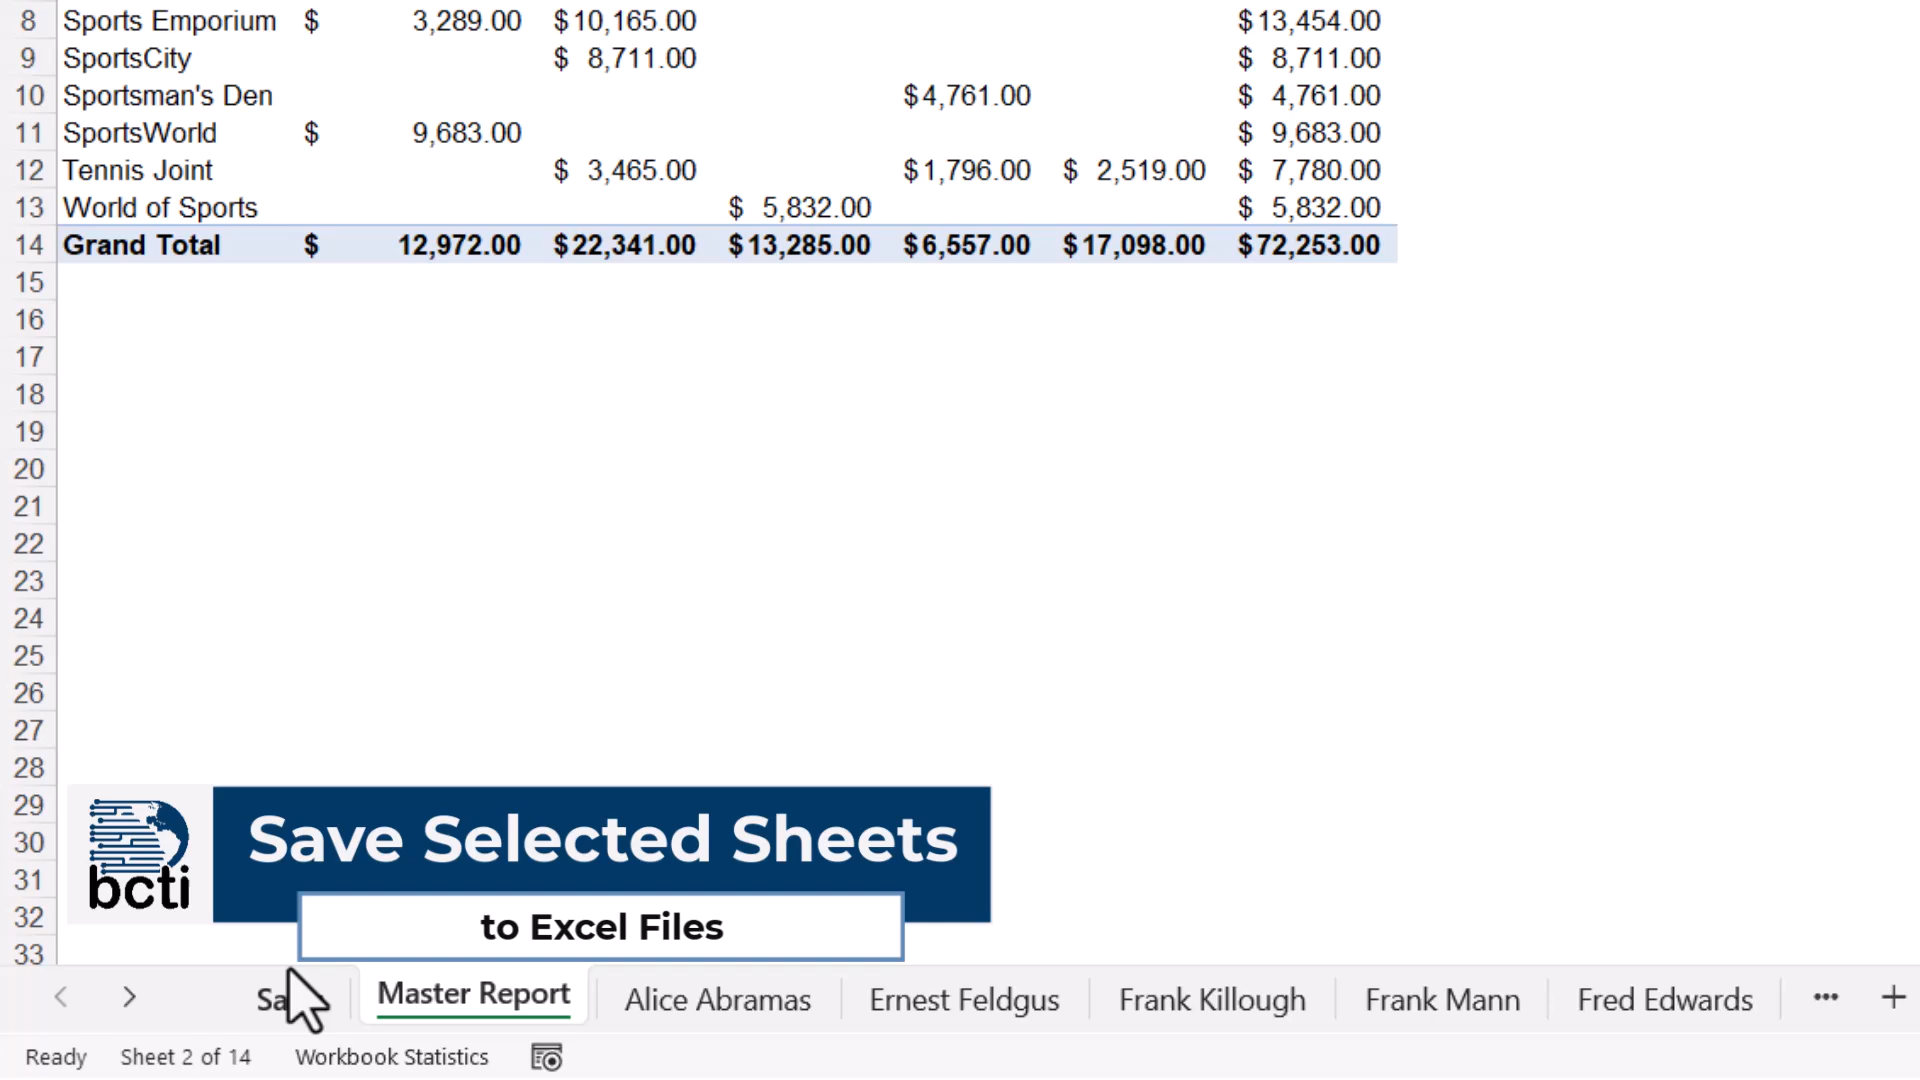 8 Sports Emporium $ 3,289.00 $10,165.00 $13,454.00
9 SportsCity $ 8,711.00 $ 8,711.00
10 Sportsman's Den $4,761.00 $ 4,761.00
11 SportsWorld $ 9,683.00 $ 9,683.00
12 Tennis Joint $ 3,465.00 $1,796.00 $ 2,519.00 $ 7,780.00
13 World of Sports $ 5,832.00 $ 5,832.00
14 Grand Total $ 12,972.00 $22,341.00 $13,285.00 $6,557.00 $17,098.00 $72,253.00
15
16
17
18
19
20
21
22
23
24
25
26
27
28
29
30
31
32
33
bcti
Save Selected Sheets
to Excel Files
Master Report Alice Abramas Ernest Feldgus Frank Killough Frank Mann Fred Edwards ... +
Ready Sheet 2 of 14 Workbook Statistics